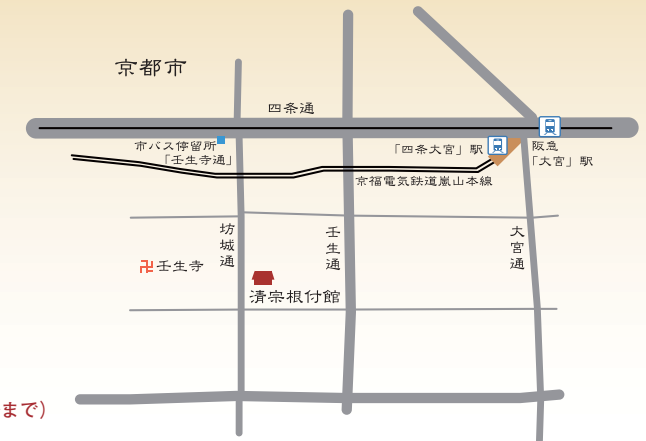 京都市
四条通
市バス停留所
「壬生寺通」
「四条大宮」駅
阪急
「大宮」駅
京福電気鉄道嵐山本線
坊城通
壬生通
大宮通
卍壬生寺
清宗根付館
まで）